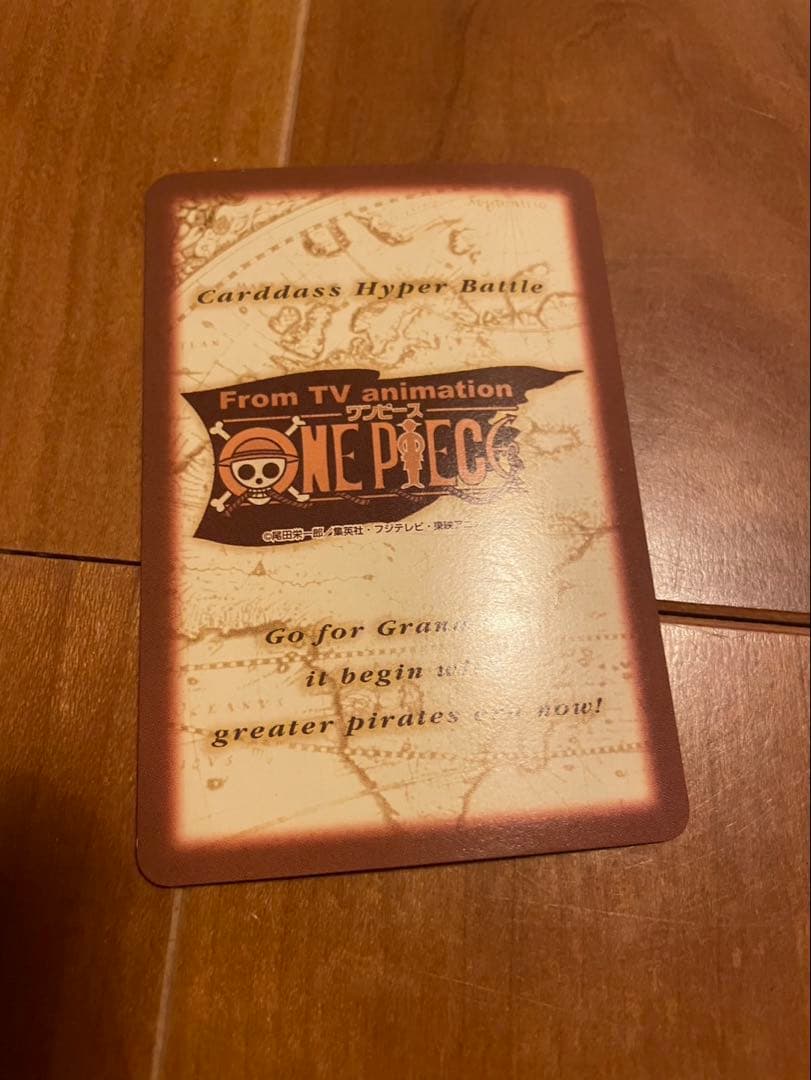 Carddass Hyper Battle
From TV animation
ワンピース
ONE PIECE
©尾田栄一郎/集英社・フジテレビ・東映アニ
Go for Grand
it begin
greater pirates era now!